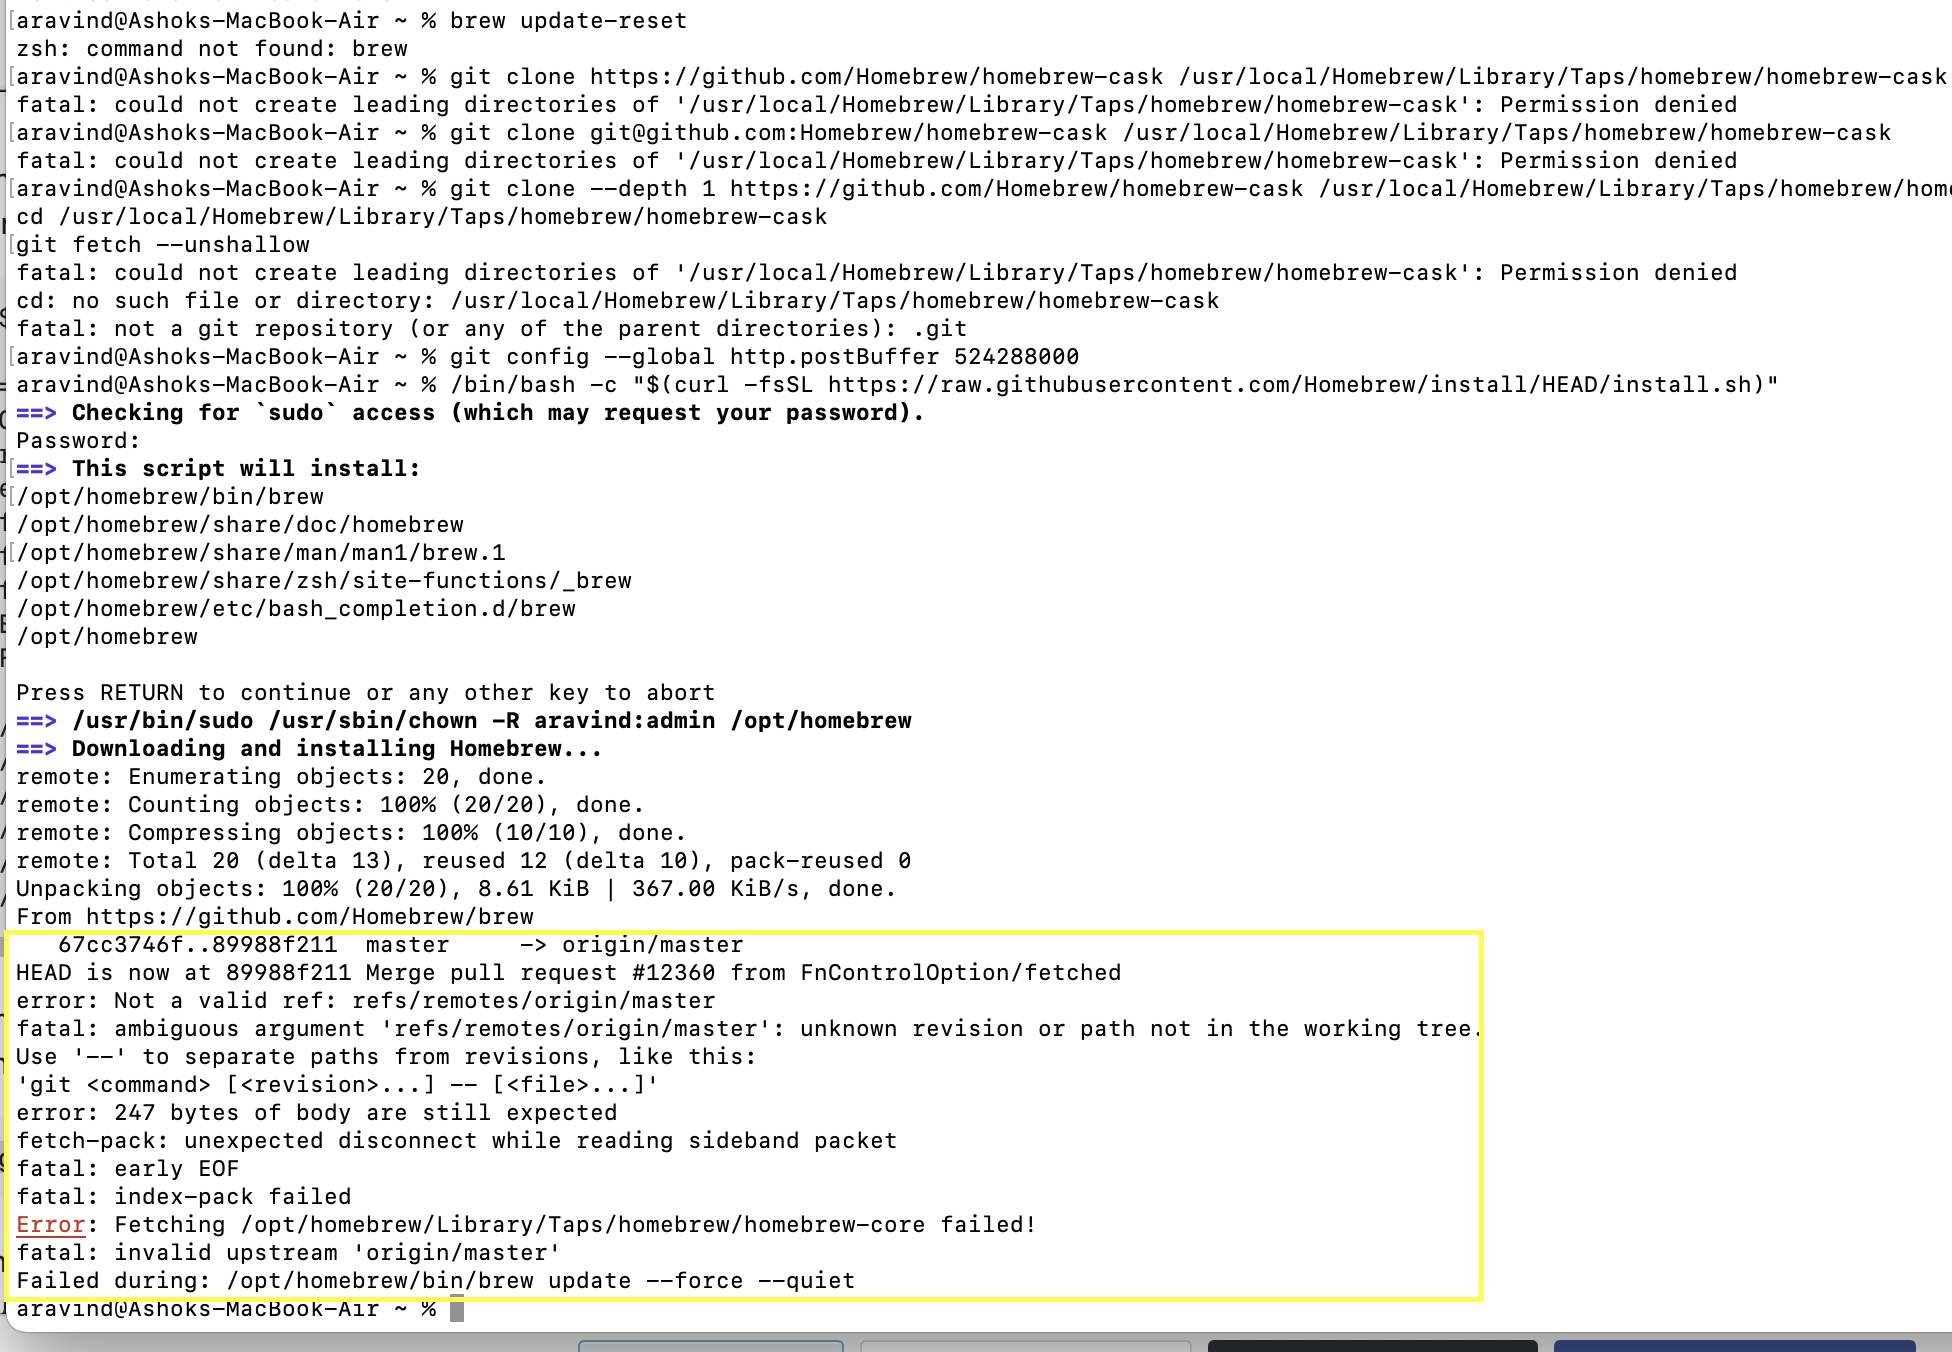 aravind@Ashoks-MacBook-Air ~ % brew update-reset
zsh: command not found: brew
aravind@Ashoks-MacBook-Air ~ % git clone https://github.com/Homebrew/homebrew-cask /usr/local/Homebrew/Library/Taps/homebrew/homebrew-cask
fatal: could not create leading directories of '/usr/local/Homebrew/Library/Taps/homebrew/homebrew-cask': Permission denied
aravind@Ashoks-MacBook-Air ~ % git clone git@github.com:Homebrew/homebrew-cask /usr/local/Homebrew/Library/Taps/homebrew/homebrew-cask
fatal: could not create leading directories of '/usr/local/Homebrew/Library/Taps/homebrew/homebrew-cask': Permission denied
aravind@Ashoks-MacBook-Air ~ % git clone --depth 1 https://github.com/Homebrew/homebrew-cask /usr/local/Homebrew/Library/Taps/homebrew/hom
cd /usr/local/Homebrew/Library/Taps/homebrew/homebrew-cask
git fetch --unshallow
fatal: could not create leading directories of '/usr/local/Homebrew/Library/Taps/homebrew/homebrew-cask': Permission denied
cd: no such file or directory: /usr/local/Homebrew/Library/Taps/homebrew/homebrew-cask
fatal: not a git repository (or any of the parent directories): .git
aravind@Ashoks-MacBook-Air ~ % git config --global http.postBuffer 524288000
aravind@Ashoks-MacBook-Air ~ % /bin/bash -c "$(curl -fsSL https://raw.githubusercontent.com/Homebrew/install/HEAD/install.sh)"
==> Checking for `sudo` access (which may request your password).
Password:
==> This script will install:
/opt/homebrew/bin/brew
/opt/homebrew/share/doc/homebrew
/opt/homebrew/share/man/man1/brew.1
/opt/homebrew/share/zsh/site-functions/_brew
/opt/homebrew/etc/bash_completion.d/brew
/opt/homebrew
Press RETURN to continue or any other key to abort
==> /usr/bin/sudo /usr/sbin/chown -R aravind:admin /opt/homebrew
==> Downloading and installing Homebrew...
remote: Enumerating objects: 20, done.
remote: Counting objects: 100% (20/20), done.
remote: Compressing objects: 100% (10/10), done.
remote: Total 20 (delta 13), reused 12 (delta 10), pack-reused 0
Unpacking objects: 100% (20/20), 8.61 KiB | 367.00 KiB/s, done.
From https://github.com/Homebrew/brew
67cc3746f..89988f211  master     -> origin/master
HEAD is now at 89988f211 Merge pull request #12360 from FnControlOption/fetched
error: Not a valid ref: refs/remotes/origin/master
fatal: ambiguous argument 'refs/remotes/origin/master': unknown revision or path not in the working tree.
Use '--' to separate paths from revisions, like this:
'git <command> [<revision>...] -- [<file>...]'
error: 247 bytes of body are still expected
fetch-pack: unexpected disconnect while reading sideband packet
fatal: early EOF
fatal: index-pack failed
Error: Fetching /opt/homebrew/Library/Taps/homebrew/homebrew-core failed!
fatal: invalid upstream 'origin/master'
Failed during: /opt/homebrew/bin/brew update --force --quiet
aravind@Ashoks-MacBook-Air ~ %